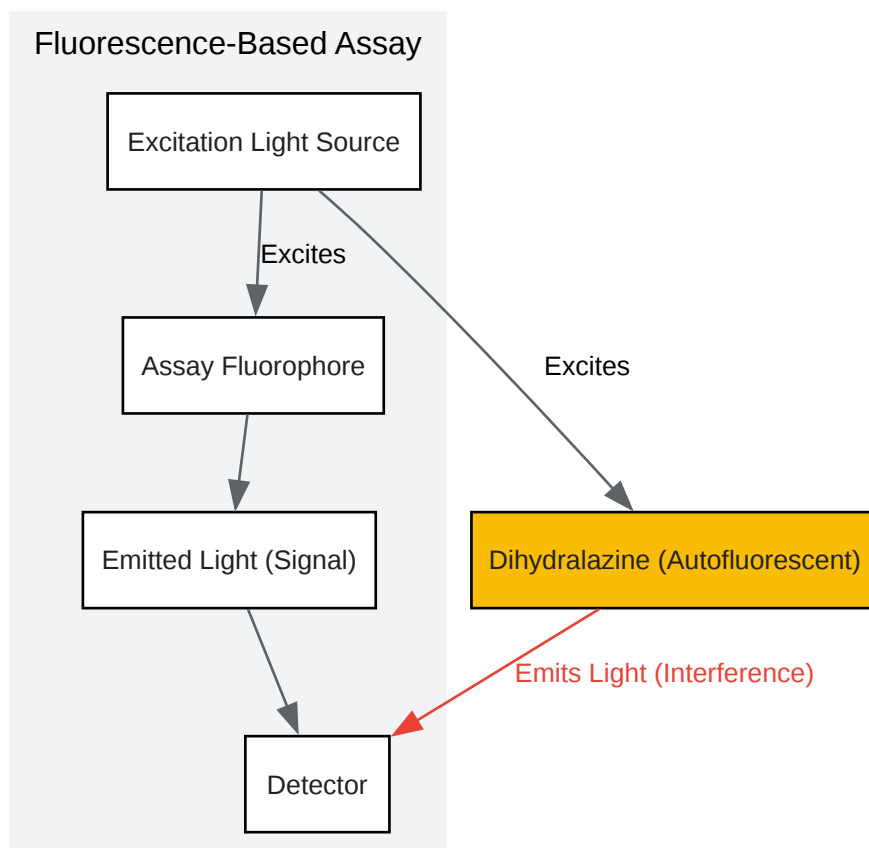 Fluorescence-Based Assay
Excitation Light Source
Excites
Assay Fluorophore
Excites
Emitted Light (Signal)
Dihydralazine (Autofluorescent)
Emits Light (Interference)
Detector